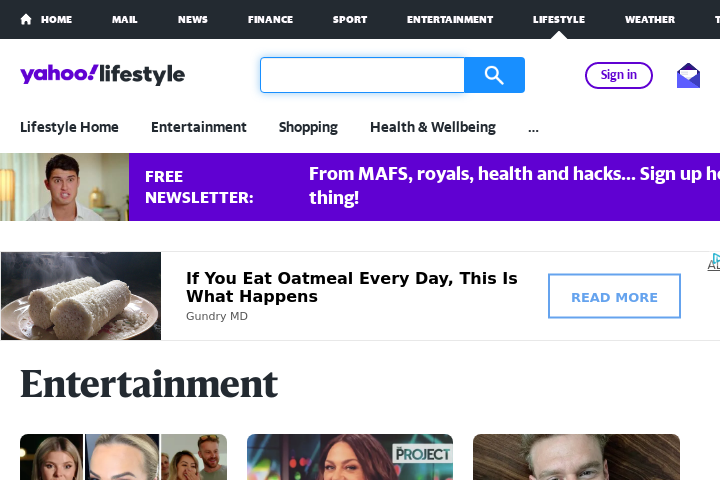 HOME MAIL NEWS FINANCE SPORT ENTERTAINMENT LIFESTYLE WEATHER
yahoo!lifestyle
Sign in
Lifestyle Home Entertainment Shopping Health & Wellbeing ...
FREE
NEWSLETTER:
From MAFS, royals, health and hacks... Sign up
thing!
If You Eat Oatmeal Every Day, This Is
What Happens
Gundry MD
READ MORE
Entertainment
THE
PROJECT